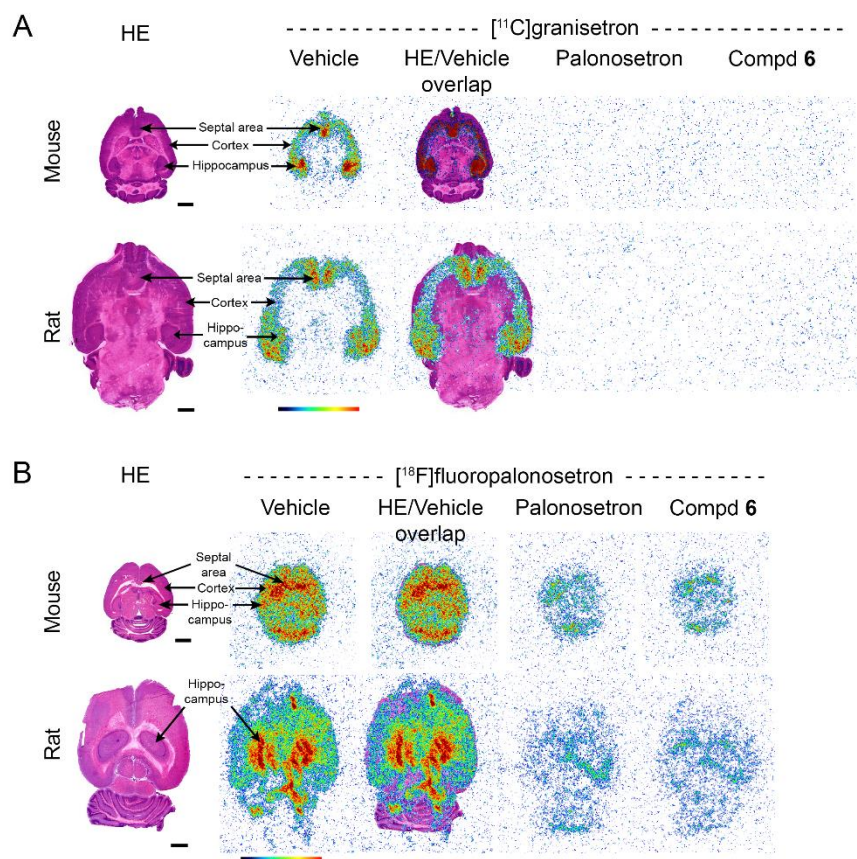 A
HE
[¹¹C]granisetron
Vehicle
HE/Vehicle
overlap
Palonosetron
Compd 6
Mouse
Septal area
Cortex
Hippocampus
Rat
Septal area
Cortex
Hippo-
campus
B
HE
[¹⁸F]fluoropalonosetron
Vehicle
HE/Vehicle
overlap
Palonosetron
Compd 6
Mouse
Septal
area
Cortex
Hippo-
campus
Rat
Hippo-
campus